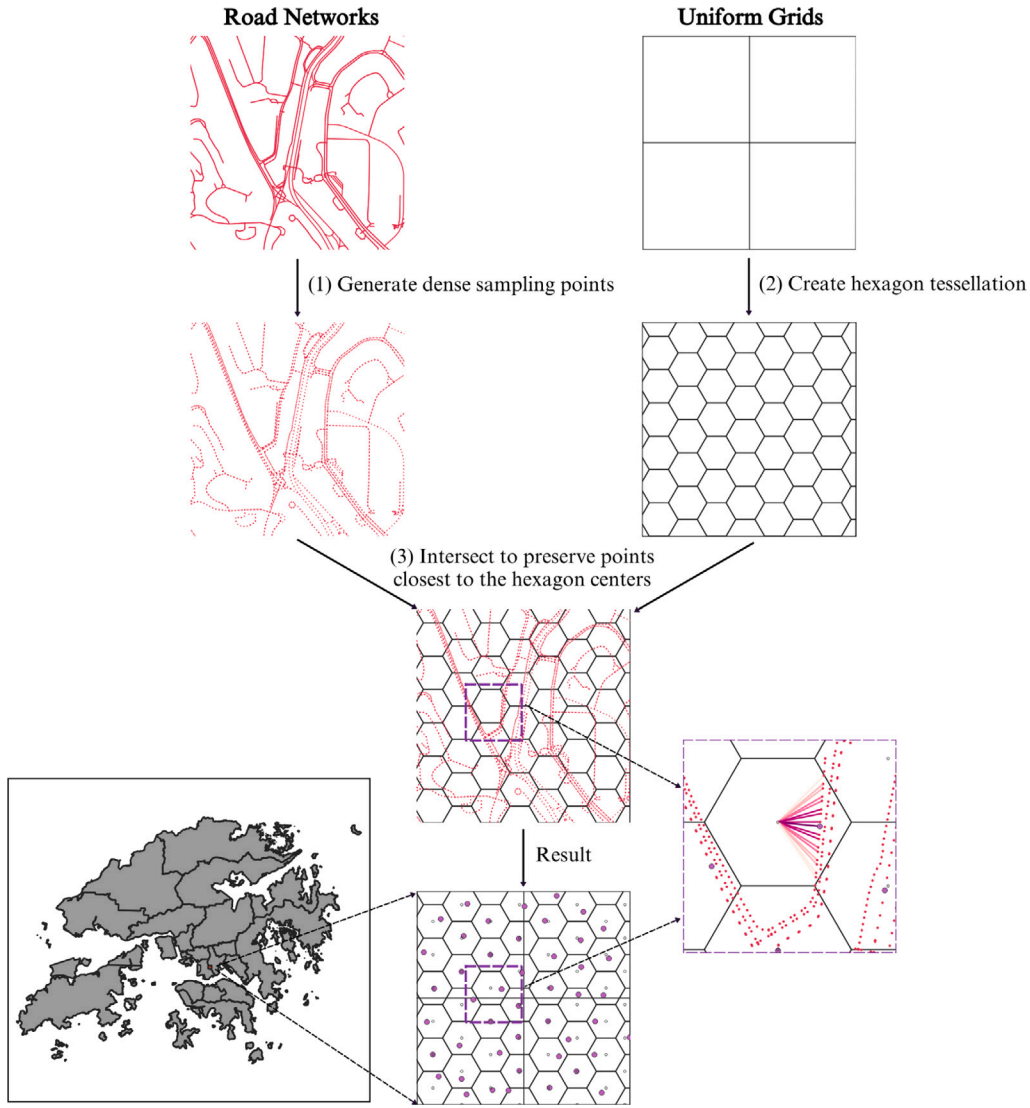 Road Networks
Uniform Grids
(1) Generate dense sampling points
(2) Create hexagon tessellation
(3) Intersect to preserve points
closest to the hexagon centers
Result